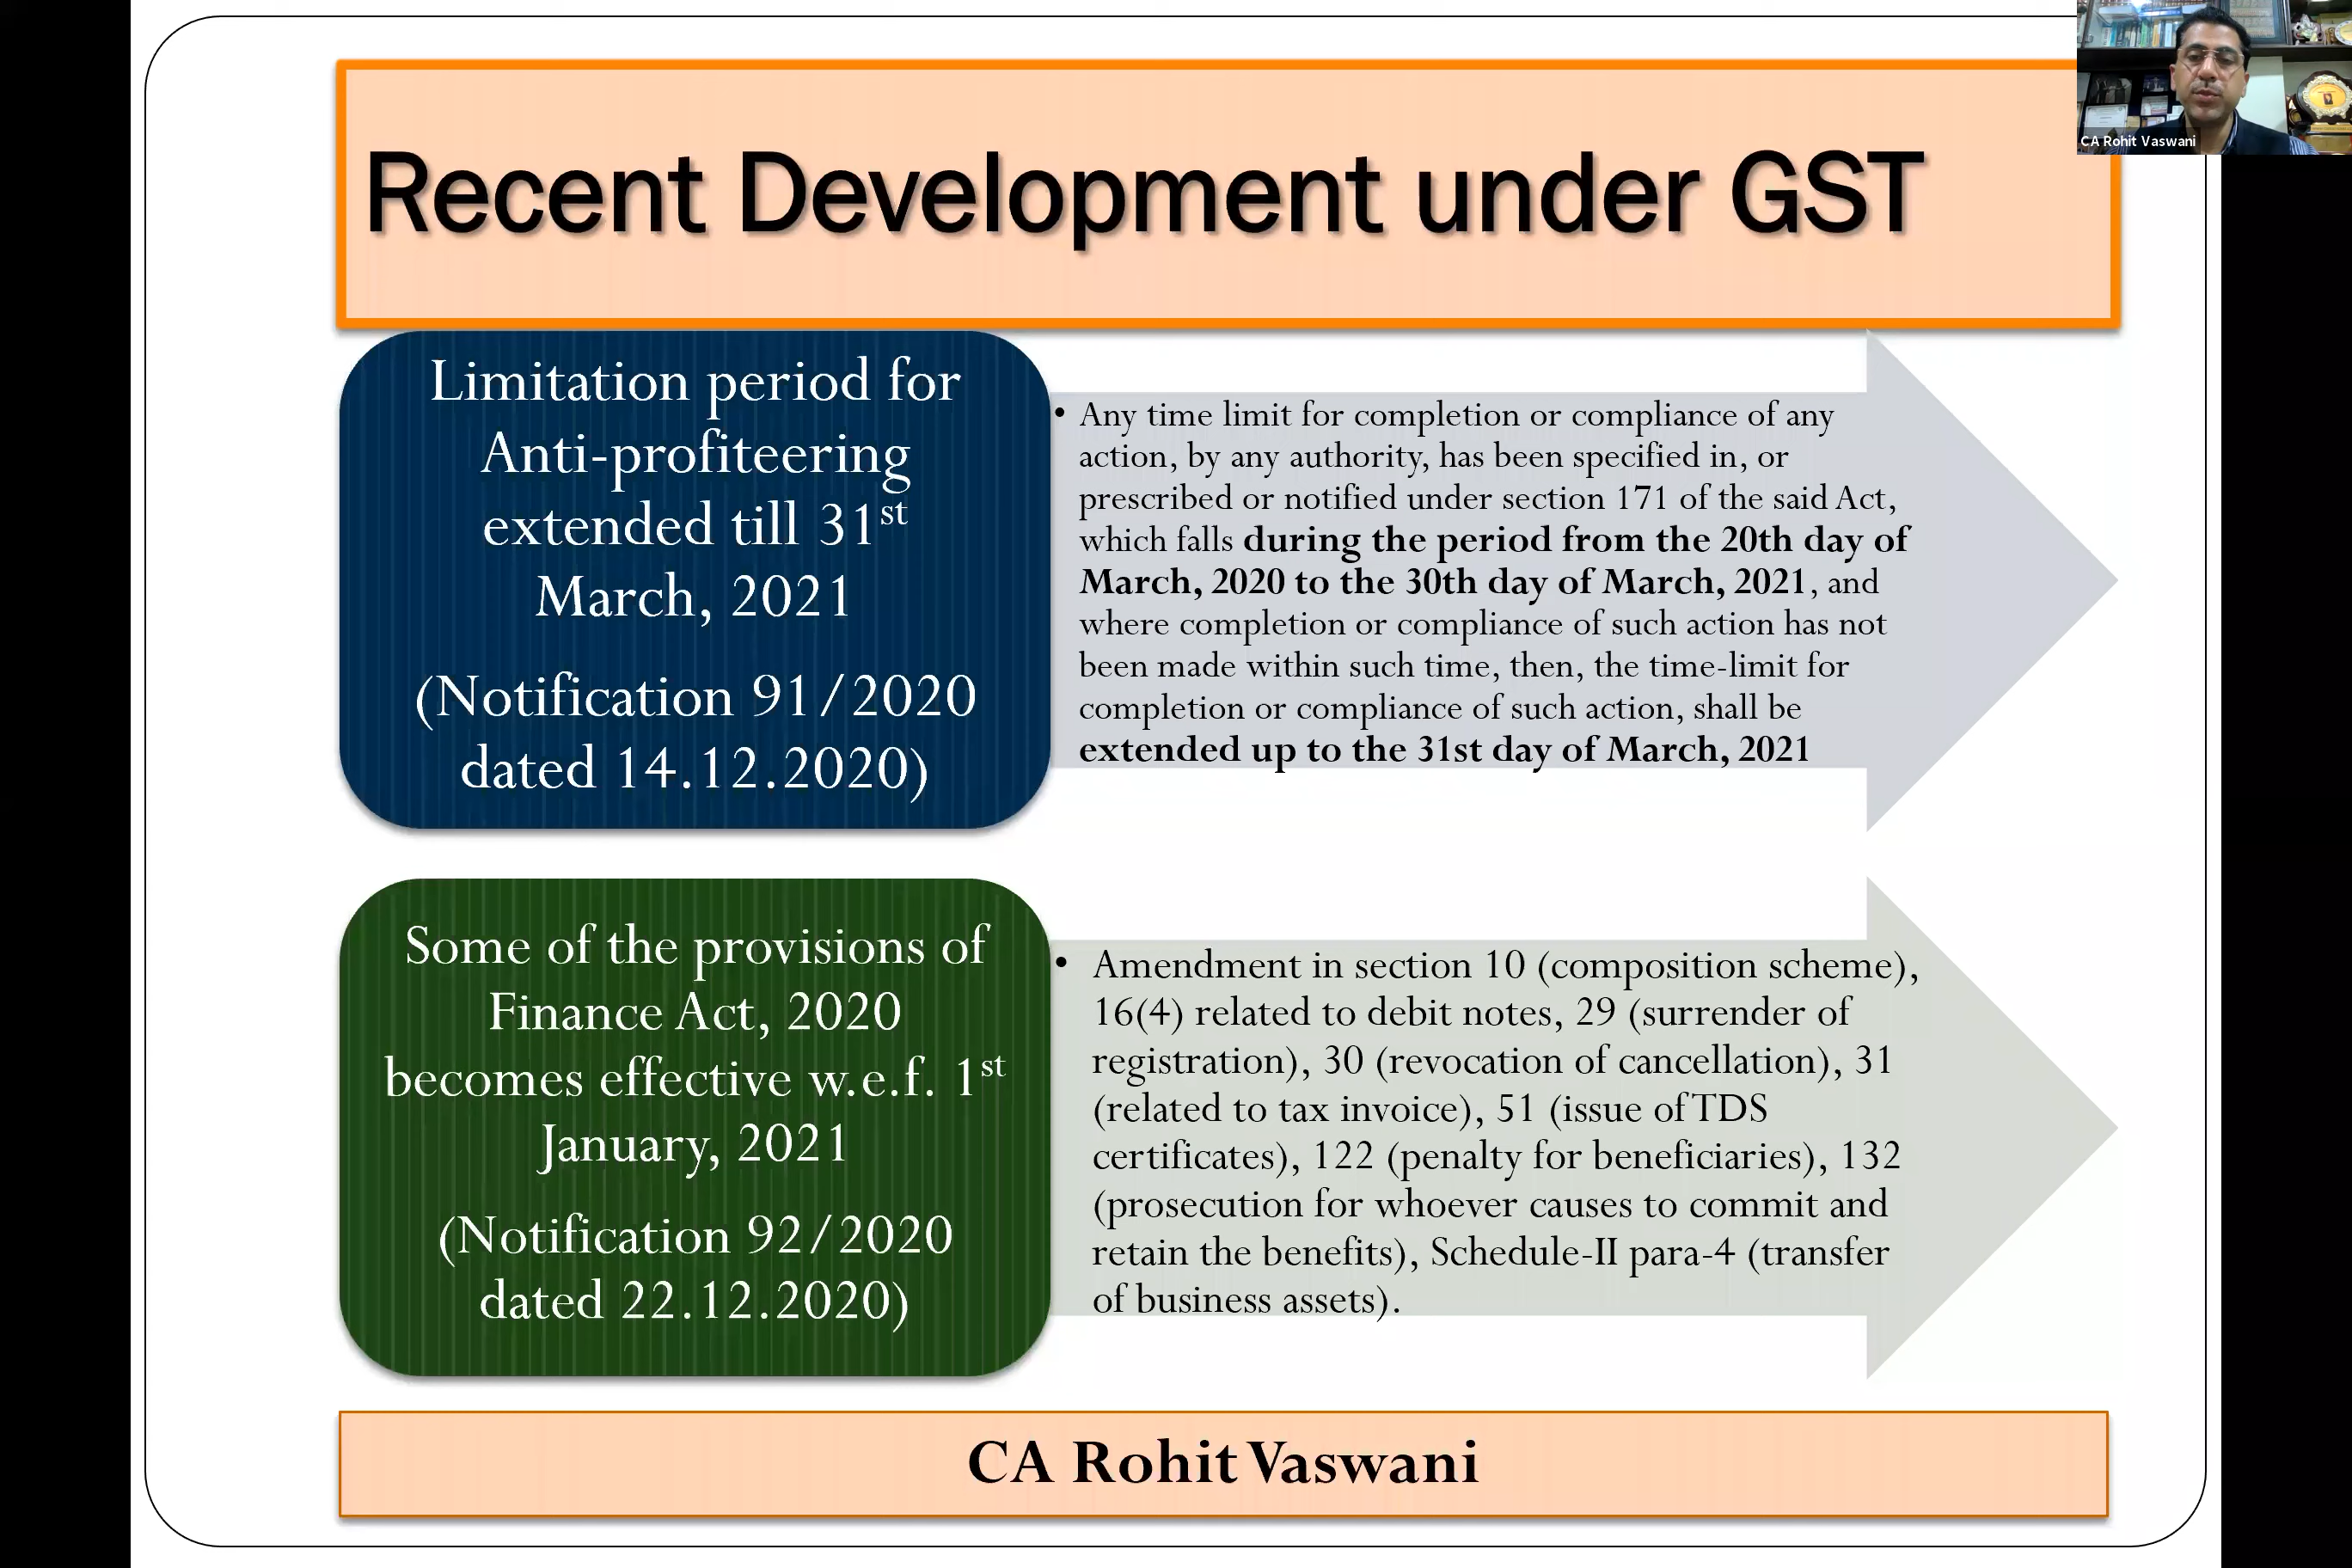 CA Rohit Vaswani
Recent Development under GST
Limitation period for
Anti-profiteering
extended till 31st
March, 2021
(Notification 91/2020
dated 14.12.2020)
• Any time limit for completion or compliance of any
action, by any authority, has been specified in, or
prescribed or notified under section 171 of the said Act,
which falls during the period from the 20th day of
March, 2020 to the 30th day of March, 2021, and
where completion or compliance of such action has not
been made within such time, then, the time-limit for
completion or compliance of such action, shall be
extended up to the 31st day of March, 2021
Some of the provisions of
Finance Act, 2020
becomes effective w.e.f. 1st
January, 2021
(Notification 92/2020
dated 22.12.2020)
• Amendment in section 10 (composition scheme),
16(4) related to debit notes, 29 (surrender of
registration), 30 (revocation of cancellation), 31
(related to tax invoice), 51 (issue of TDS
certificates), 122 (penalty for beneficiaries), 132
(prosecution for whoever causes to commit and
retain the benefits), Schedule-II para-4 (transfer
of business assets).
CA Rohit Vaswani